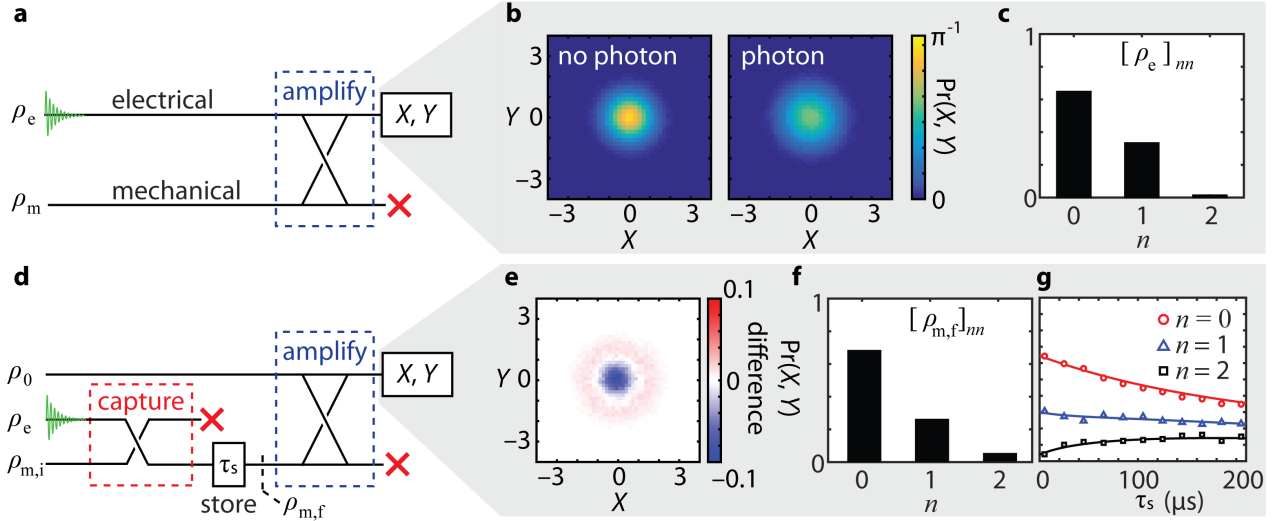 a
ρe
electrical
amplify
X, Y
ρm
mechanical
b
no photon
photon
Y
3
0
−3
−3 0 3
X
−3 0 3
X
π⁻¹
Pr(X, Y)
0
c
1
0
[ρe]nn
0 1 2
n
d
ρ0
amplify
X, Y
capture
ρe
ρm,i
τs
store
ρm,f
e
Y
3
0
−3
−3 0 3
X
0.1
0
−0.1
difference
Pr(X, Y)
f
1
0
[ρm,f]nn
0 1 2
n
g
n = 0
n = 1
n = 2
0 100 200
τs (μs)